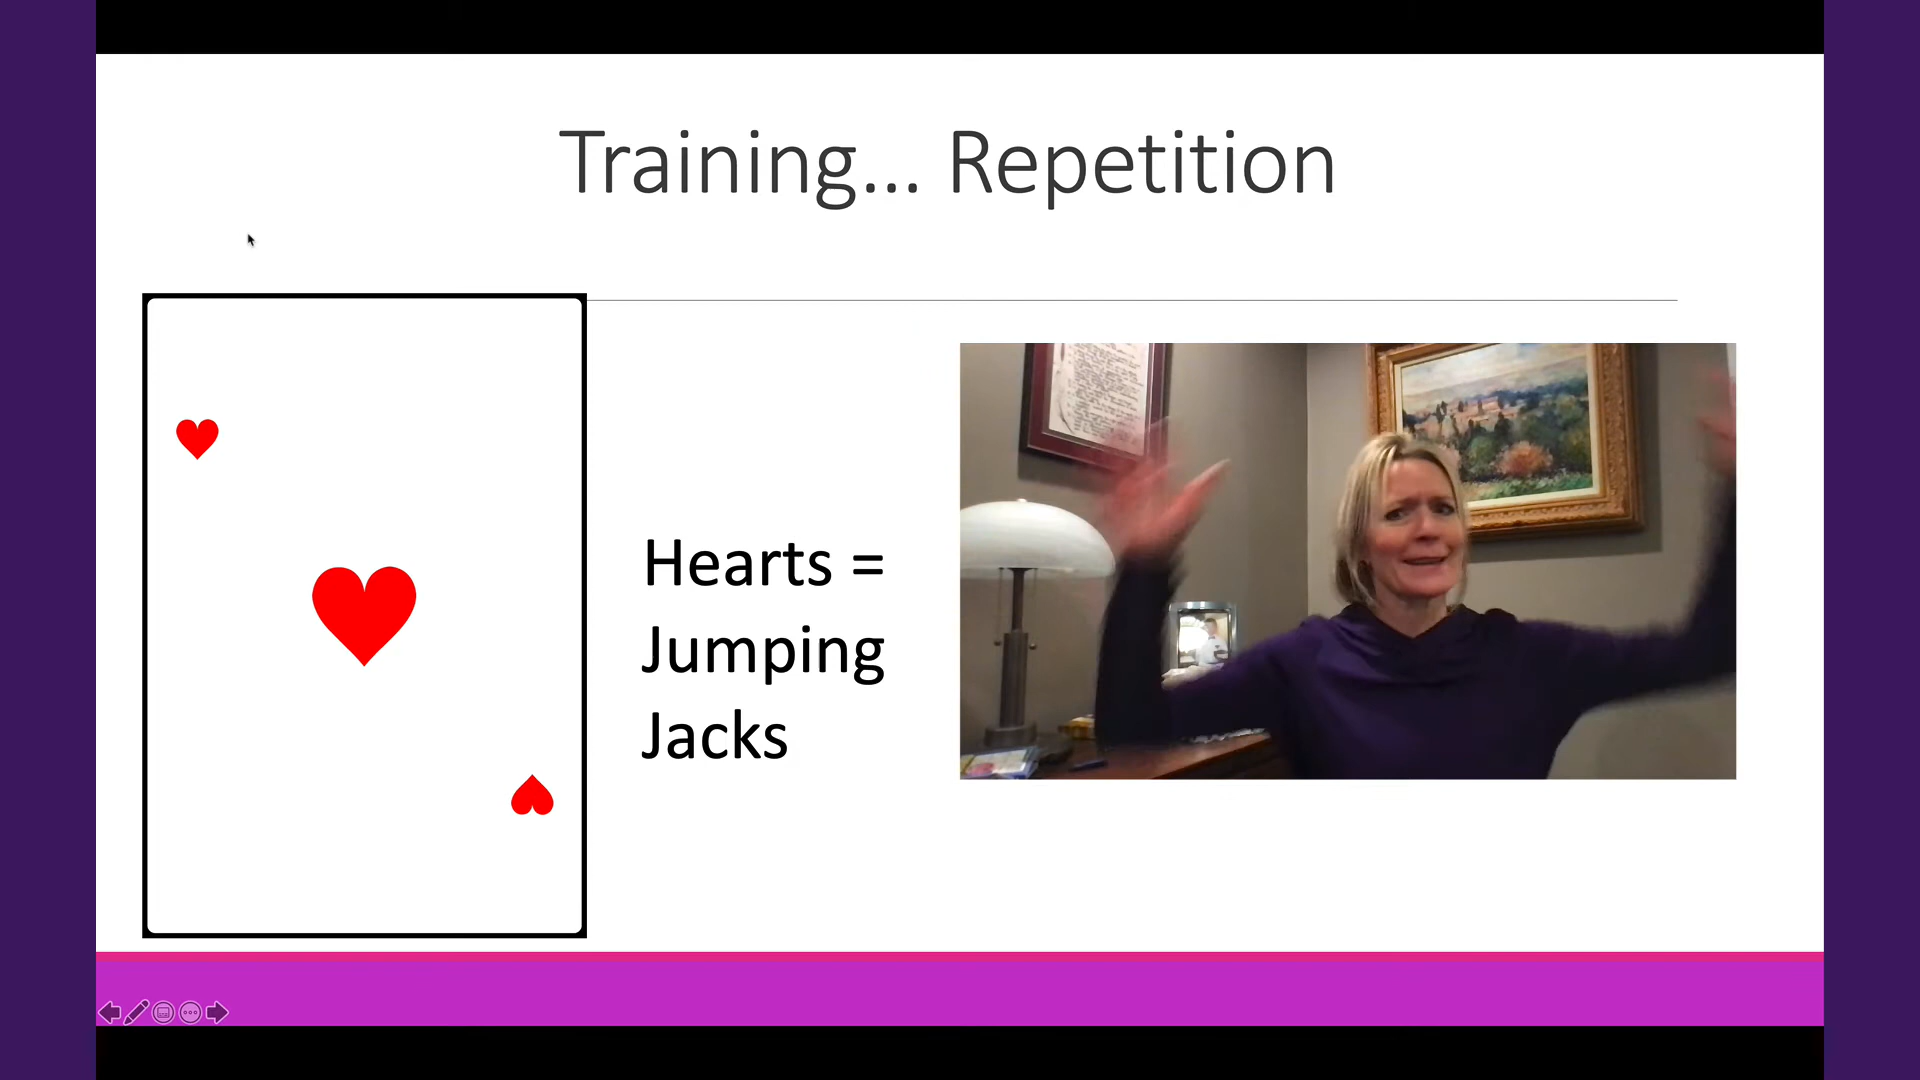 Training... Repetition
Hearts =
Jumping
Jacks